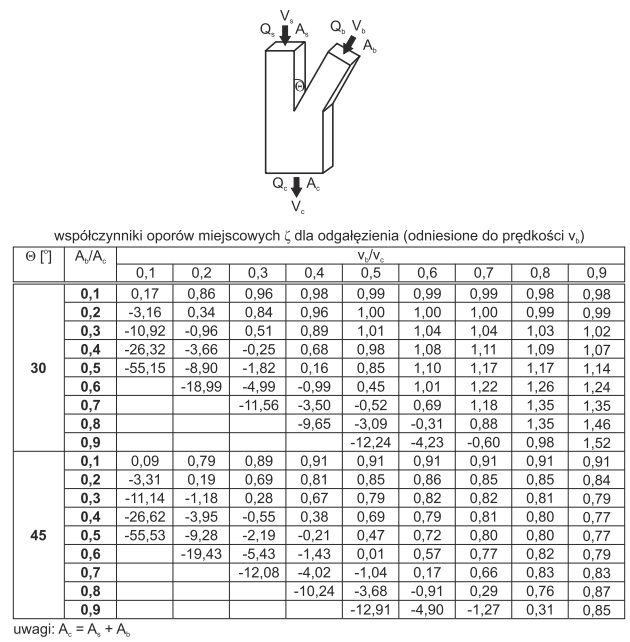 Vs
Qs As Qb Vb
Ab
Θ
Qc Ac
Vc
współczynniki oporów miejscowych ζ dla odgałęzienia (odniesione do prędkości vb)
Θ [°] Ab/Ac vb/vc
0,1 0,2 0,3 0,4 0,5 0,6 0,7 0,8 0,9
30
0,1 0,17 0,86 0,96 0,98 0,99 0,99 0,99 0,98 0,98
0,2 -3,16 0,34 0,84 0,96 1,00 1,00 1,00 0,99 0,99
0,3 -10,92 -0,96 0,51 0,89 1,01 1,04 1,04 1,03 1,02
0,4 -26,32 -3,66 -0,25 0,68 0,98 1,08 1,11 1,09 1,07
0,5 -55,15 -8,90 -1,82 0,16 0,85 1,10 1,17 1,17 1,14
0,6 -18,99 -4,99 -0,99 0,45 1,01 1,22 1,26 1,24
0,7 -11,56 -3,50 -0,52 0,69 1,18 1,35 1,35
0,8 -9,65 -3,09 -0,31 0,88 1,35 1,46
0,9 -12,24 -4,23 -0,60 0,98 1,52
45
0,1 0,09 0,79 0,89 0,91 0,91 0,91 0,91 0,91 0,91
0,2 -3,31 0,19 0,69 0,81 0,85 0,86 0,85 0,85 0,84
0,3 -11,14 -1,18 0,28 0,67 0,79 0,82 0,82 0,81 0,79
0,4 -26,62 -3,95 -0,55 0,38 0,69 0,79 0,81 0,80 0,77
0,5 -55,53 -9,28 -2,19 -0,21 0,47 0,72 0,80 0,80 0,77
0,6 -19,43 -5,43 -1,43 0,01 0,57 0,77 0,82 0,79
0,7 -12,08 -4,02 -1,04 0,17 0,66 0,83 0,83
0,8 -10,24 -3,68 -0,91 0,29 0,76 0,87
0,9 -12,91 -4,90 -1,27 0,31 0,85
uwagi: Ac = As + Ab